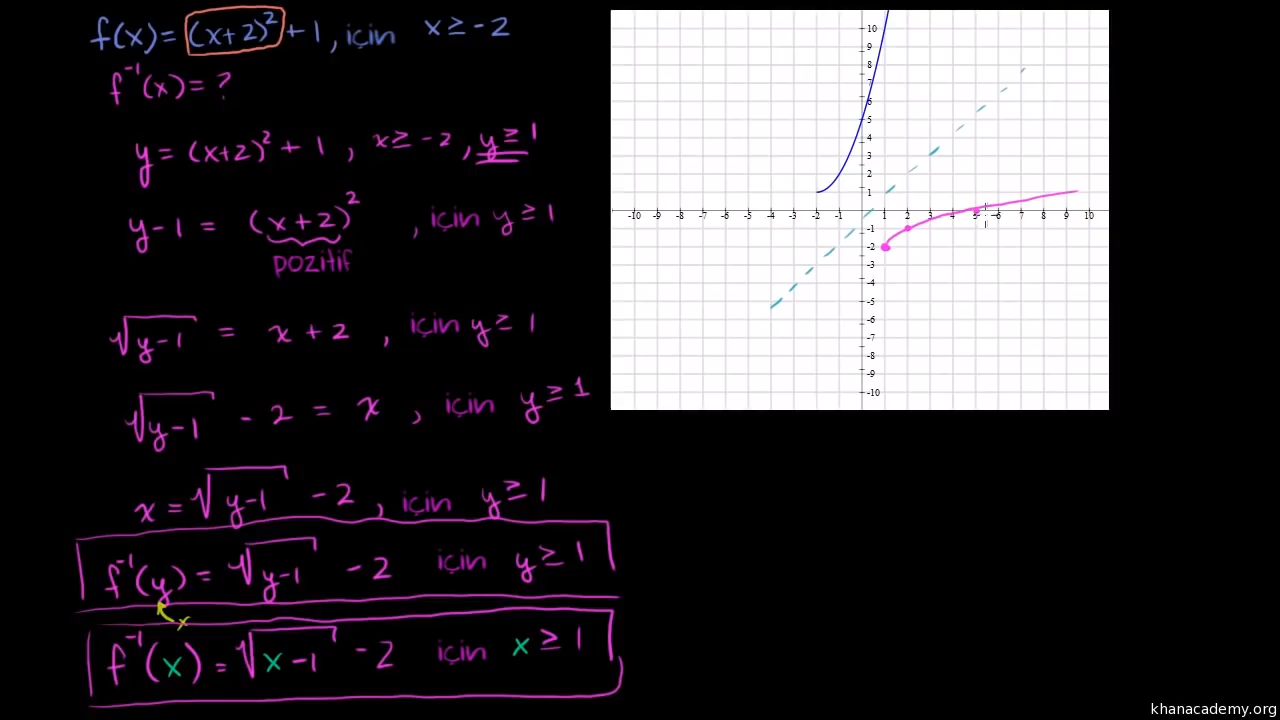 f(x) = (x+2)² + 1, için x ≥ -2
f⁻¹(x) = ?
y = (x+2)² + 1, x ≥ -2, y ≥ 1
y - 1 = (x+2)², için y ≥ 1
pozitif
√(y-1) = x + 2, için y ≥ 1
√(y-1) - 2 = x, için y ≥ 1
x = √(y-1) - 2, için y ≥ 1
f⁻¹(y) = √(y-1) - 2 için y ≥ 1
x
f⁻¹(x) = √(x-1) - 2 için x ≥ 1
10
9
8
7
6
5
4
3
2
1
-10 -9 -8 -7 -6 -5 -4 -3 -2 -1 1 2 3 4 5 6 7 8 9 10
-1
-2
-3
-4
-5
-6
-7
-8
-9
-10
khanacademy.org